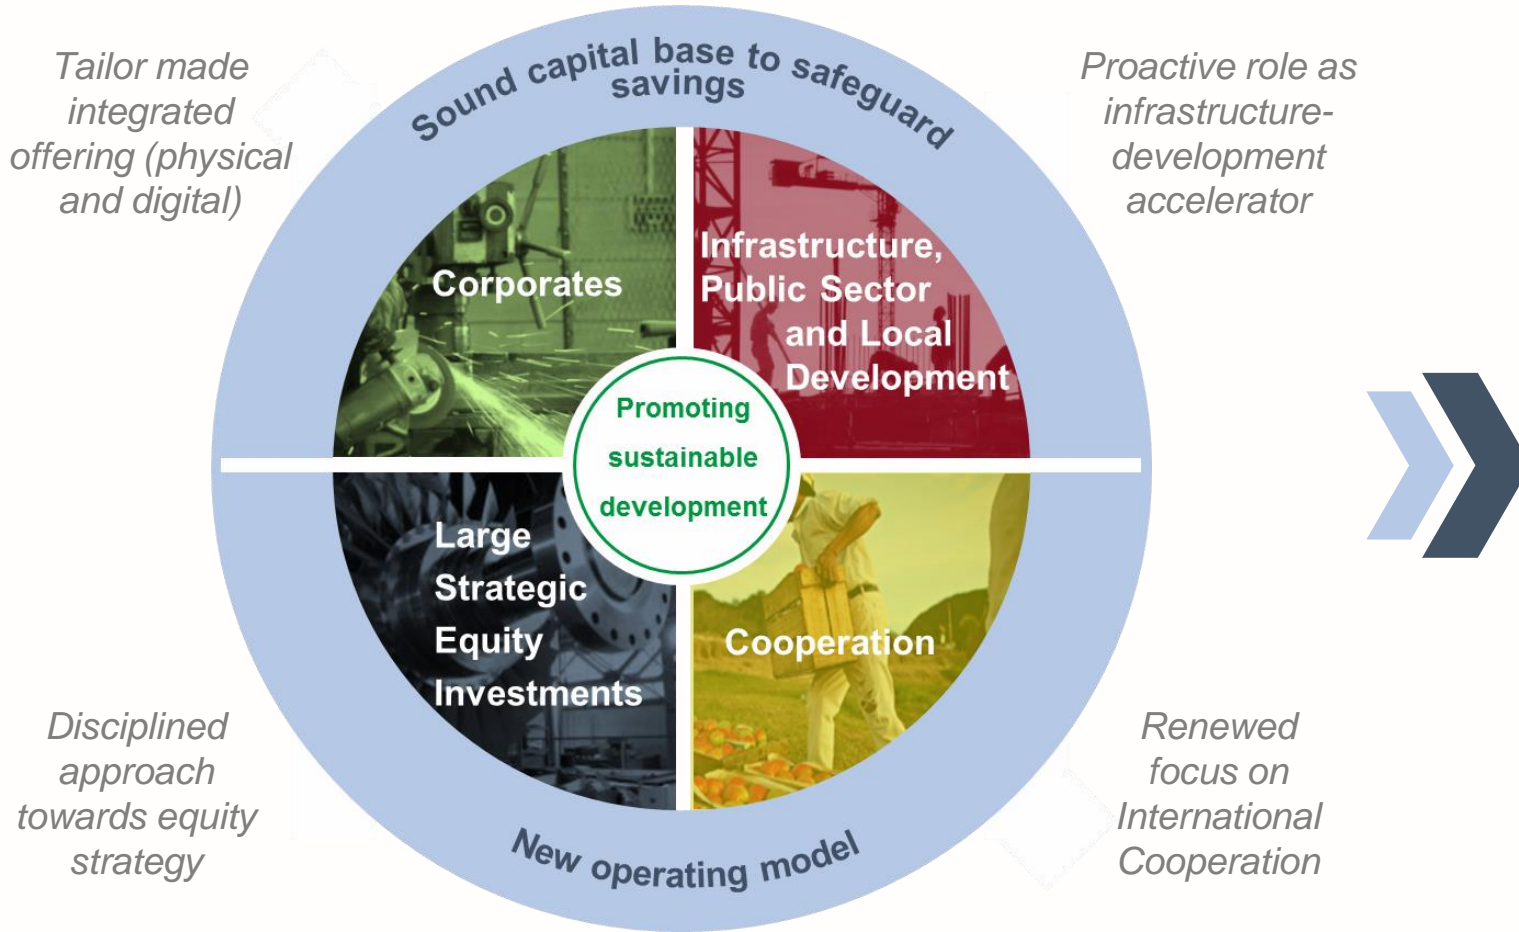 Sound capital base to safeguard
savings
Tailor made
integrated
offering (physical
and digital)
Proactive role as
infrastructure-
development
accelerator
Corporates
Infrastructure,
Public Sector
and Local
Development
Promoting
sustainable
development
Large
Strategic
Equity
Investments
Cooperation
Disciplined
approach
towards equity
strategy
Renewed
focus on
International
Cooperation
New operating model